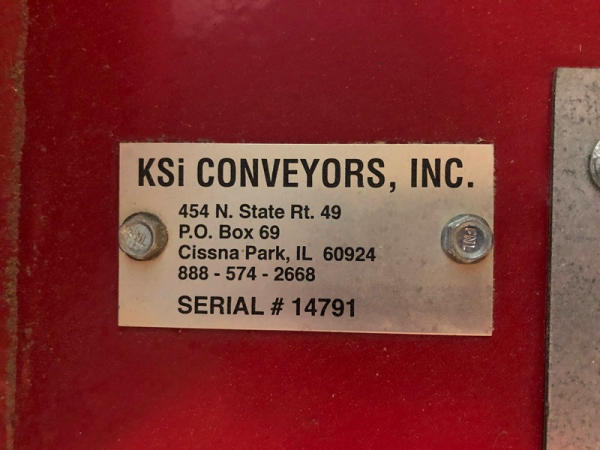 KSi CONVEYORS, INC.
454 N. State Rt. 49
P.O. Box 69
Cissna Park, IL 60924
888 - 574 - 2668
SERIAL # 14791